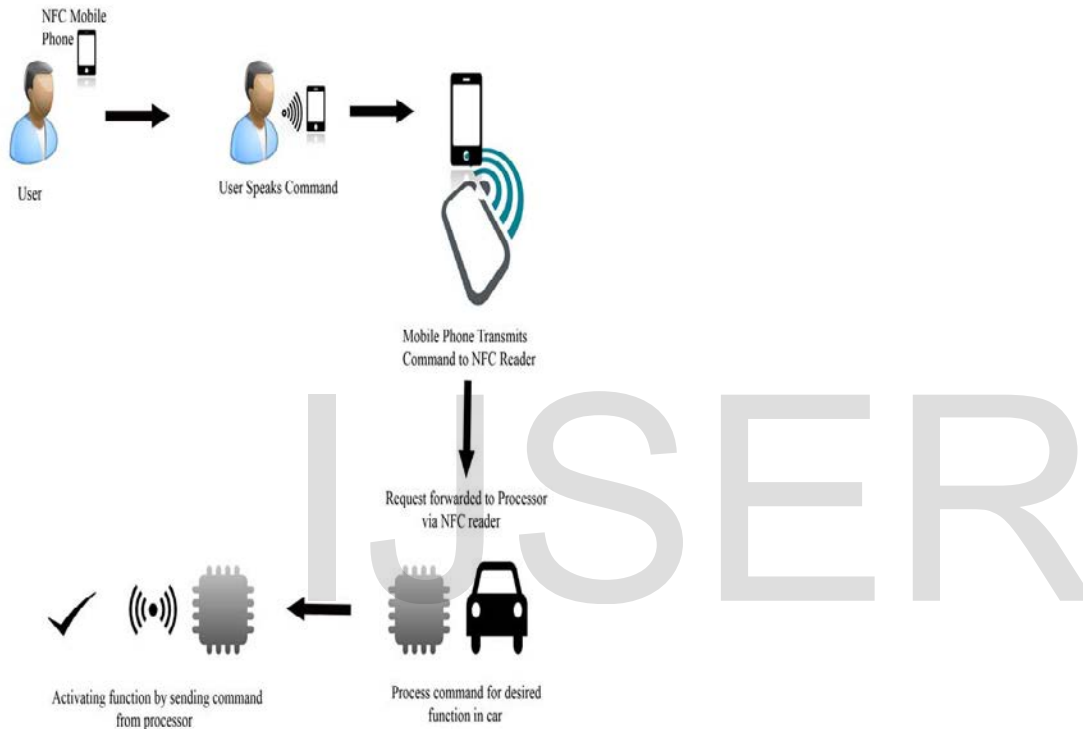 NFC Mobile
Phone
User
User Speaks Command
Mobile Phone Transmits
Command to NFC Reader
Request forwarded to Processor
via NFC reader
IJSER
Process command for desired
function in car
Activating function by sending command
from processor